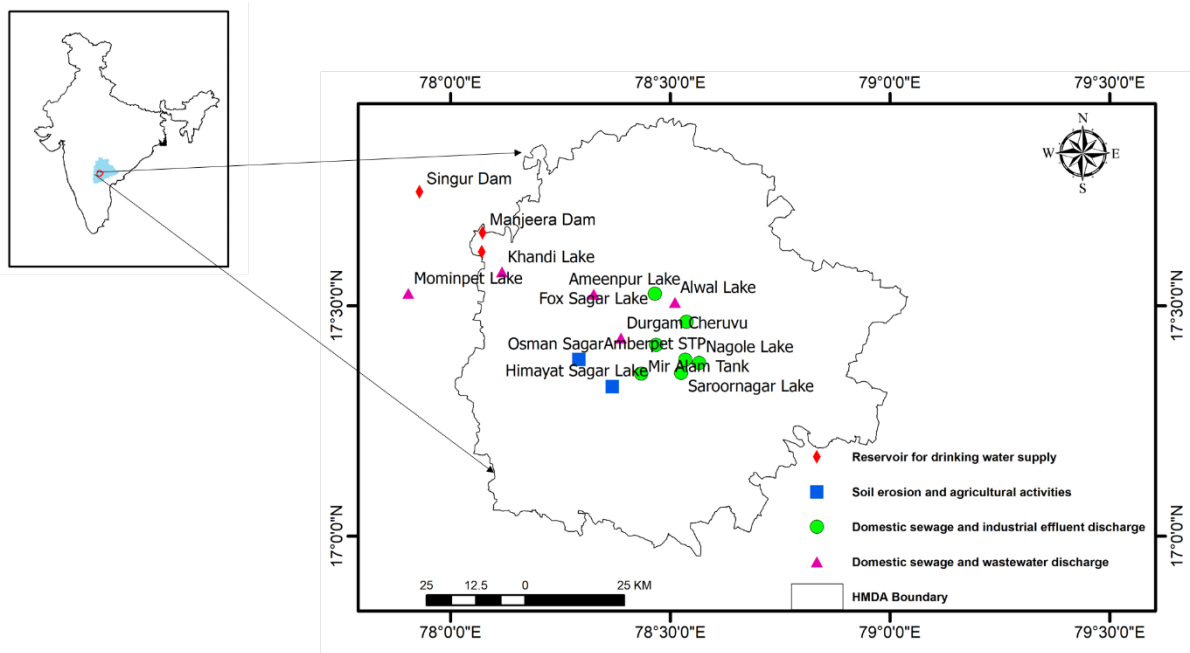 78°0'0"E 78°30'0"E 79°0'0"E 79°30'0"E
N
W E
S
Singur Dam
Manjeera Dam
Khandi Lake
Mominpet Lake
Ameenpur Lake
Alwal Lake
Fox Sagar Lake
17°30'0"N 17°30'0"N
Durgam Cheruvu
Osman Sagar Amberpet STP Nagole Lake
Himayat Sagar Lake Mir Alam Tank
Saroornagar Lake
Reservoir for drinking water supply
Soil erosion and agricultural activities
Domestic sewage and industrial effluent discharge
17°0'0"N 17°0'0"N
Domestic sewage and wastewater discharge
25 12.5 0 25 KM
HMDA Boundary
78°0'0"E 78°30'0"E 79°0'0"E 79°30'0"E